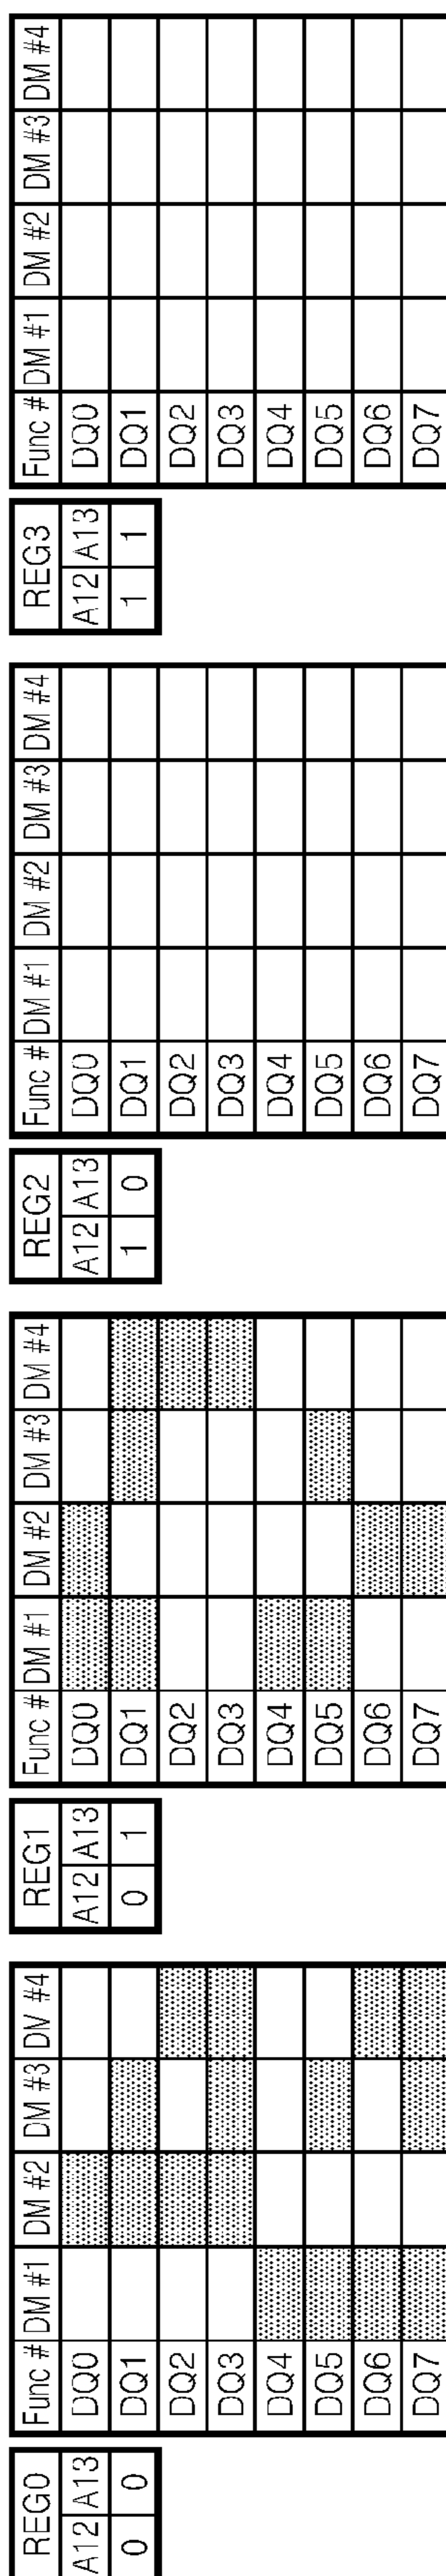 REG0
A12 A13
0 0
Func # DM #1 DM #2 DM #3 DM #4
DQ0
DQ1
DQ2
DQ3
DQ4
DQ5
DQ6
DQ7
REG1
A12 A13
0 1
Func # DM #1 DM #2 DM #3 DM #4
DQ0
DQ1
DQ2
DQ3
DQ4
DQ5
DQ6
DQ7
REG2
A12 A13
1 0
Func # DM #1 DM #2 DM #3 DM #4
DQ0
DQ1
DQ2
DQ3
DQ4
DQ5
DQ6
DQ7
REG3
A12 A13
1 1
Func # DM #1 DM #2 DM #3 DM #4
DQ0
DQ1
DQ2
DQ3
DQ4
DQ5
DQ6
DQ7